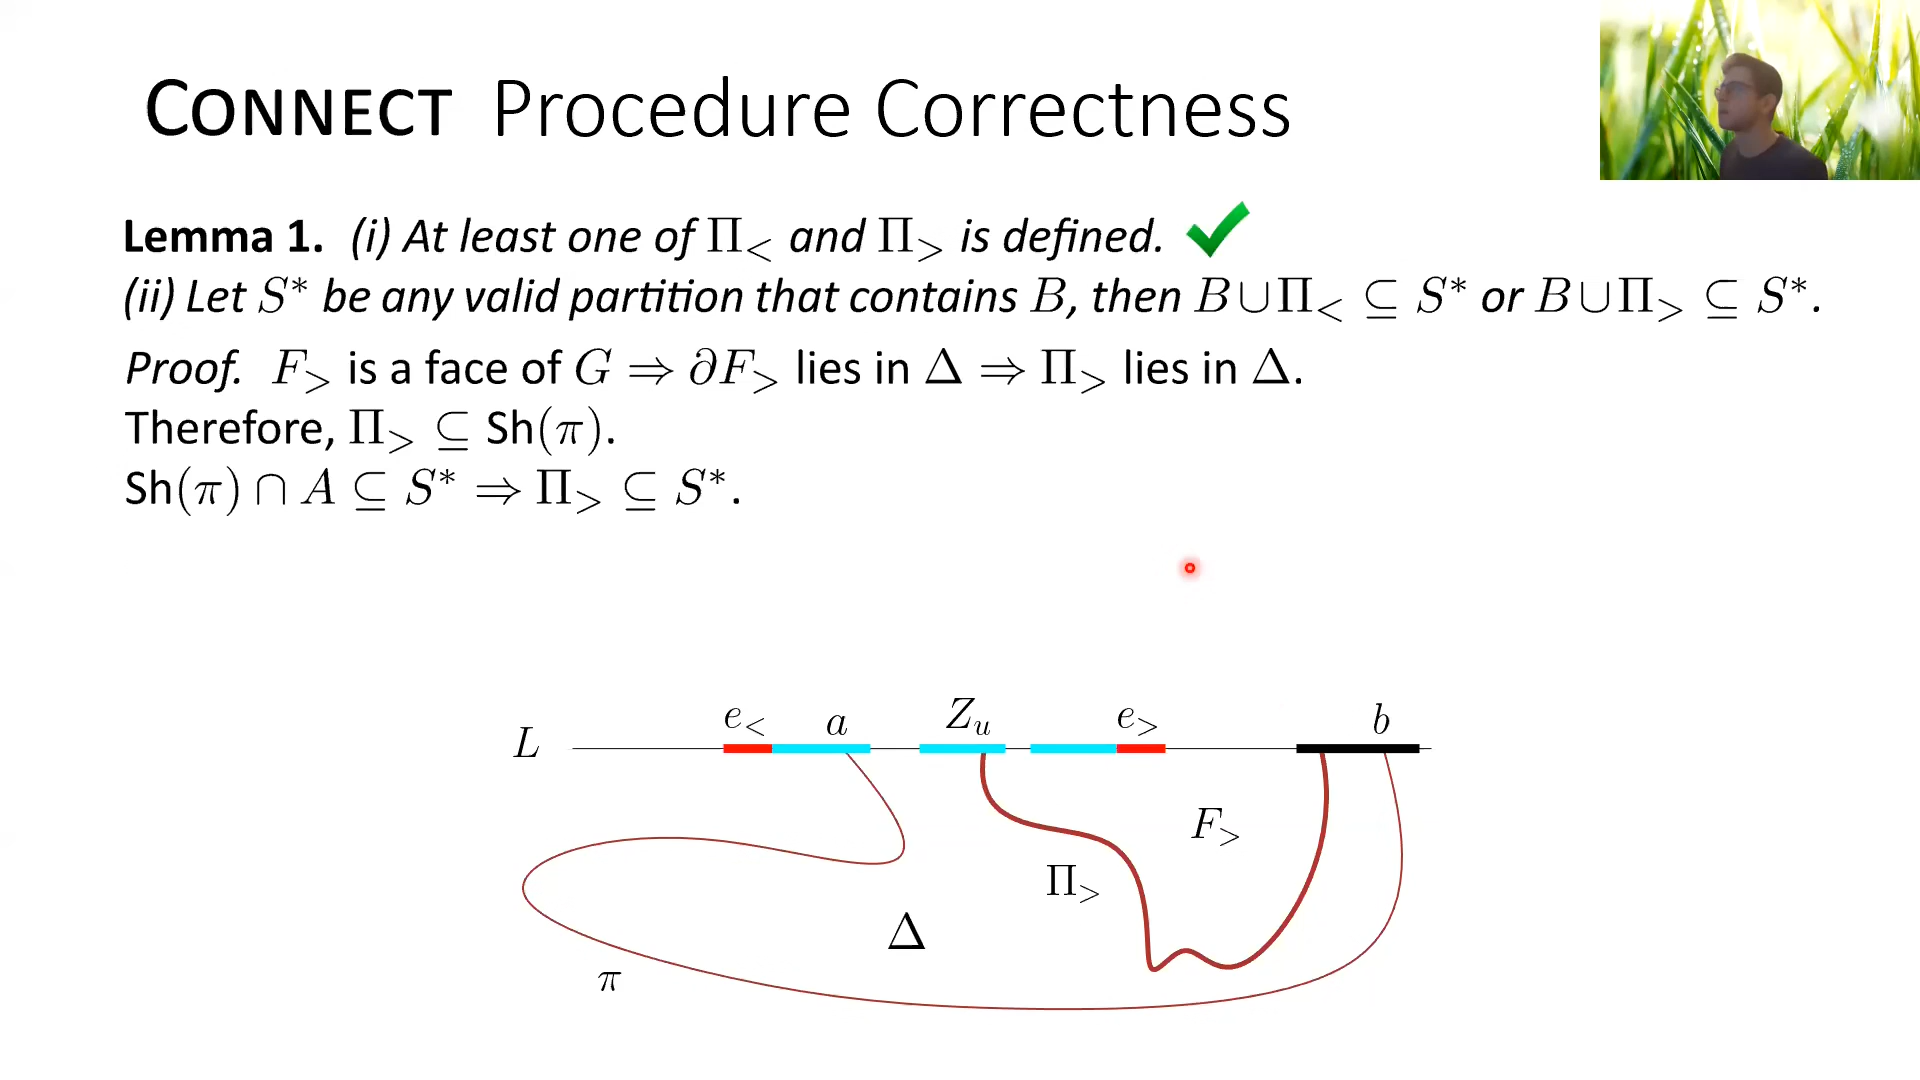 CONNECT Procedure Correctness
Lemma 1. (i) At least one of Π< and Π> is defined.
(ii) Let S* be any valid partition that contains B, then B∪Π< ⊆ S* or B∪Π> ⊆ S*.
Proof. F> is a face of G ⇒ ∂F> lies in Δ ⇒ Π> lies in Δ.
Therefore, Π> ⊆ Sh(π).
Sh(π) ∩ A ⊆ S* ⇒ Π> ⊆ S*.
L e< a Zu e> b
F>
Π>
Δ
π